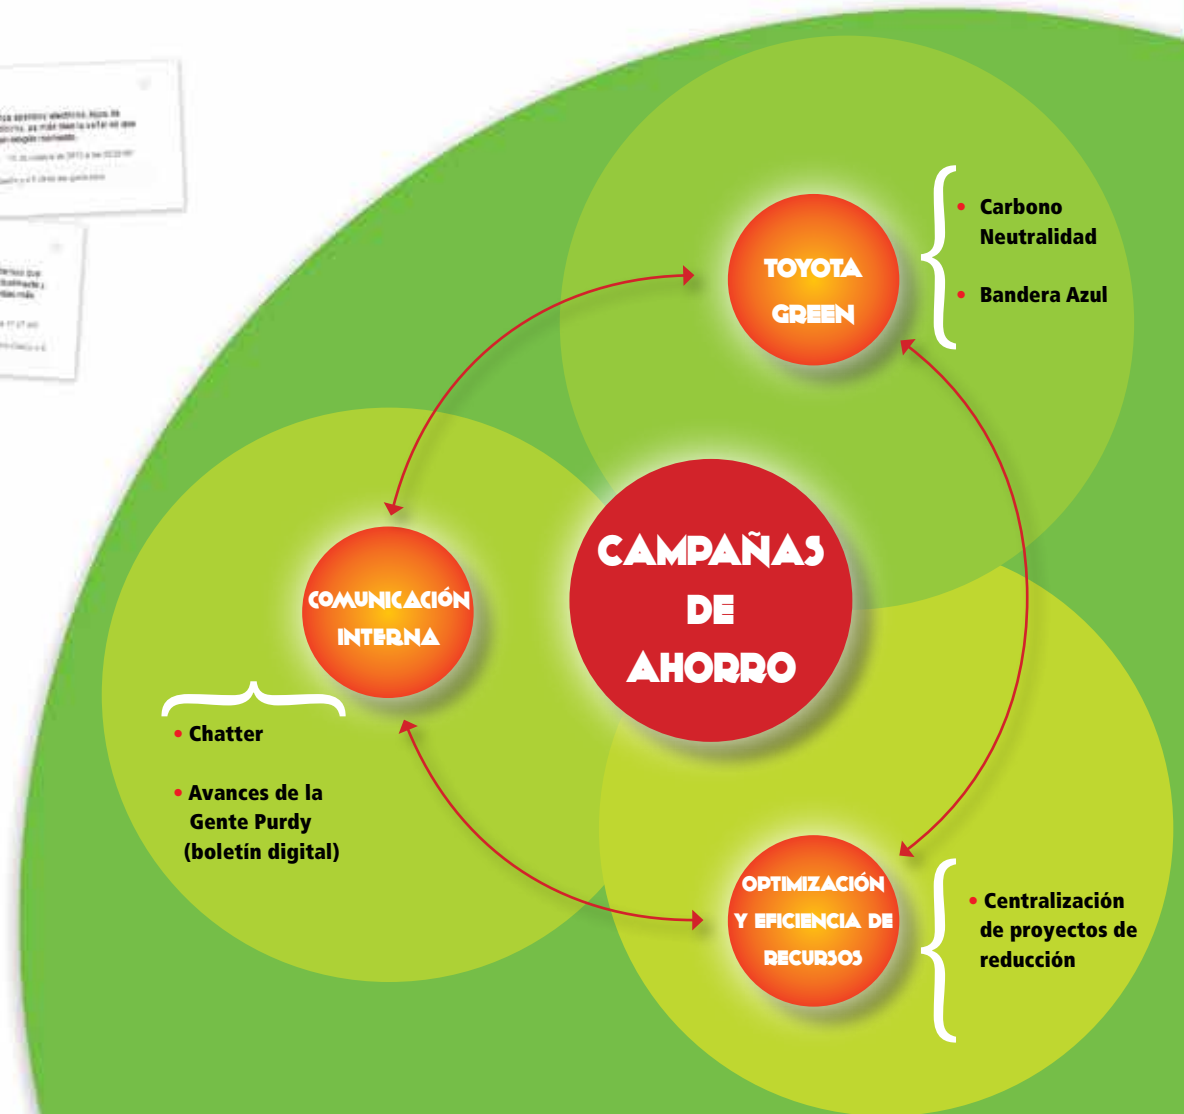 TOYOTA
GREEN
• Carbono
Neutralidad
• Bandera Azul
CAMPAÑAS
DE
AHORRO
COMUNICACIÓN
INTERNA
• Chatter
• Avances de la
Gente Purdy
(boletín digital)
OPTIMIZACIÓN
Y EFICIENCIA DE
RECURSOS
• Centralización
de proyectos de
reducción